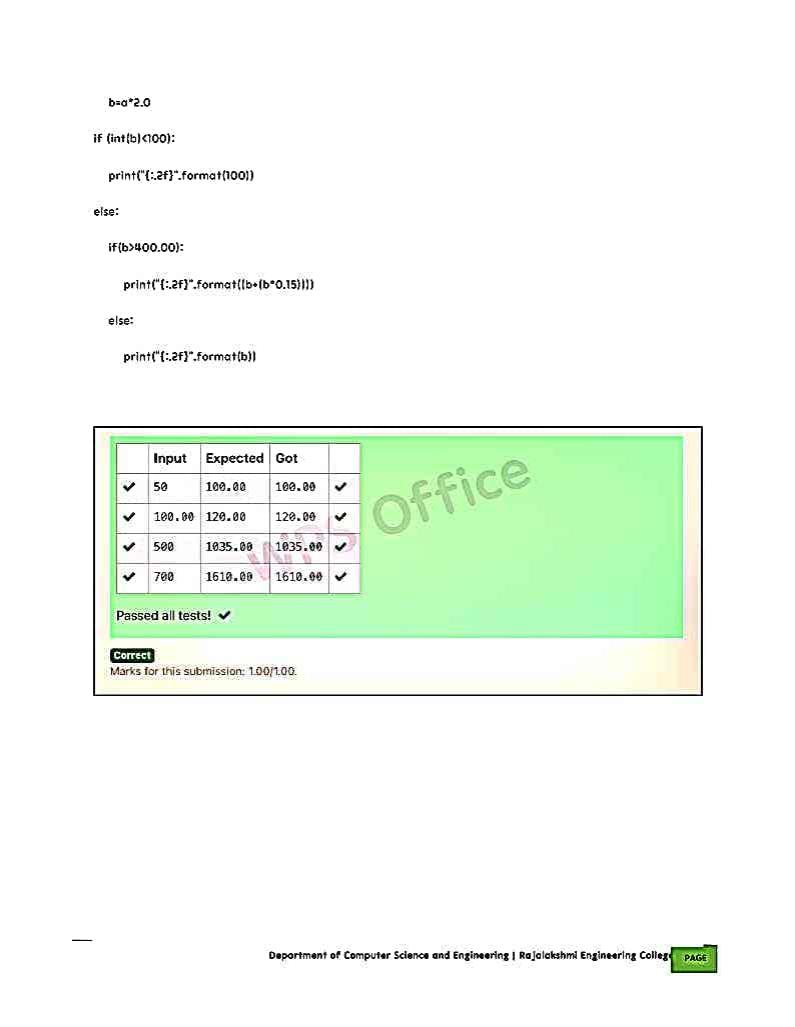 b=a*2.0
if (int(b)<100):
print("{:.2f}".format(100))
else:
if(b>400.00):
print("{:.2f}".format((b+(b*0.15))))
else:
print("{:.2f}".format(b))
Input Expected Got
✔ 50 100.00 100.00 ✔
✔ 100.00 120.00 120.00 ✔
✔ 500 1035.00 1035.00 ✔
✔ 700 1610.00 1610.00 ✔
WPS Office
Passed all tests! ✔
Correct
Marks for this submission: 1.00/1.00.
Department of Computer Science and Engineering | Rajalakshmi Engineering College
PAGE